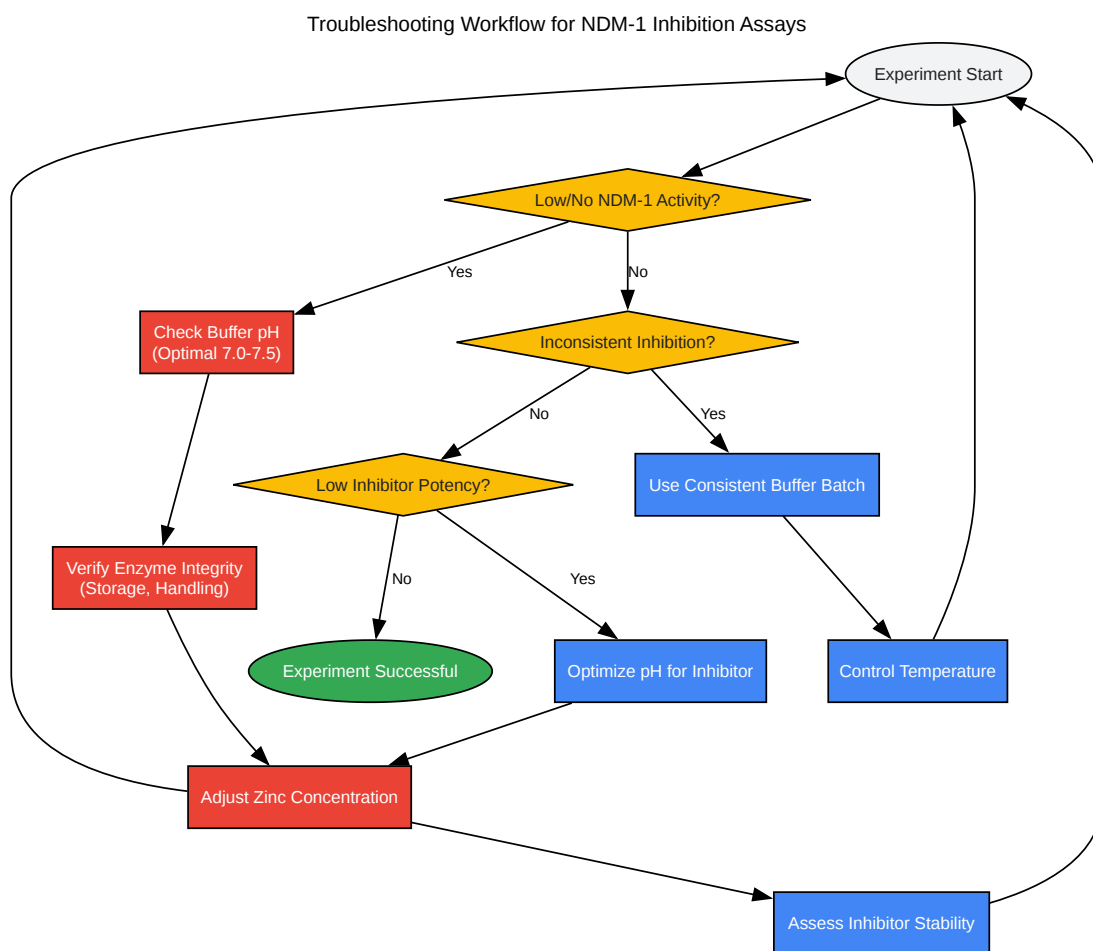 Troubleshooting Workflow for NDM-1 Inhibition Assays
Experiment Start
Low/No NDM-1 Activity?
Yes
No
Check Buffer pH
(Optimal 7.0-7.5)
Inconsistent Inhibition?
No
Yes
Low Inhibitor Potency?
Use Consistent Buffer Batch
Verify Enzyme Integrity
(Storage, Handling)
No
Yes
Experiment Successful
Optimize pH for Inhibitor
Control Temperature
Adjust Zinc Concentration
Assess Inhibitor Stability